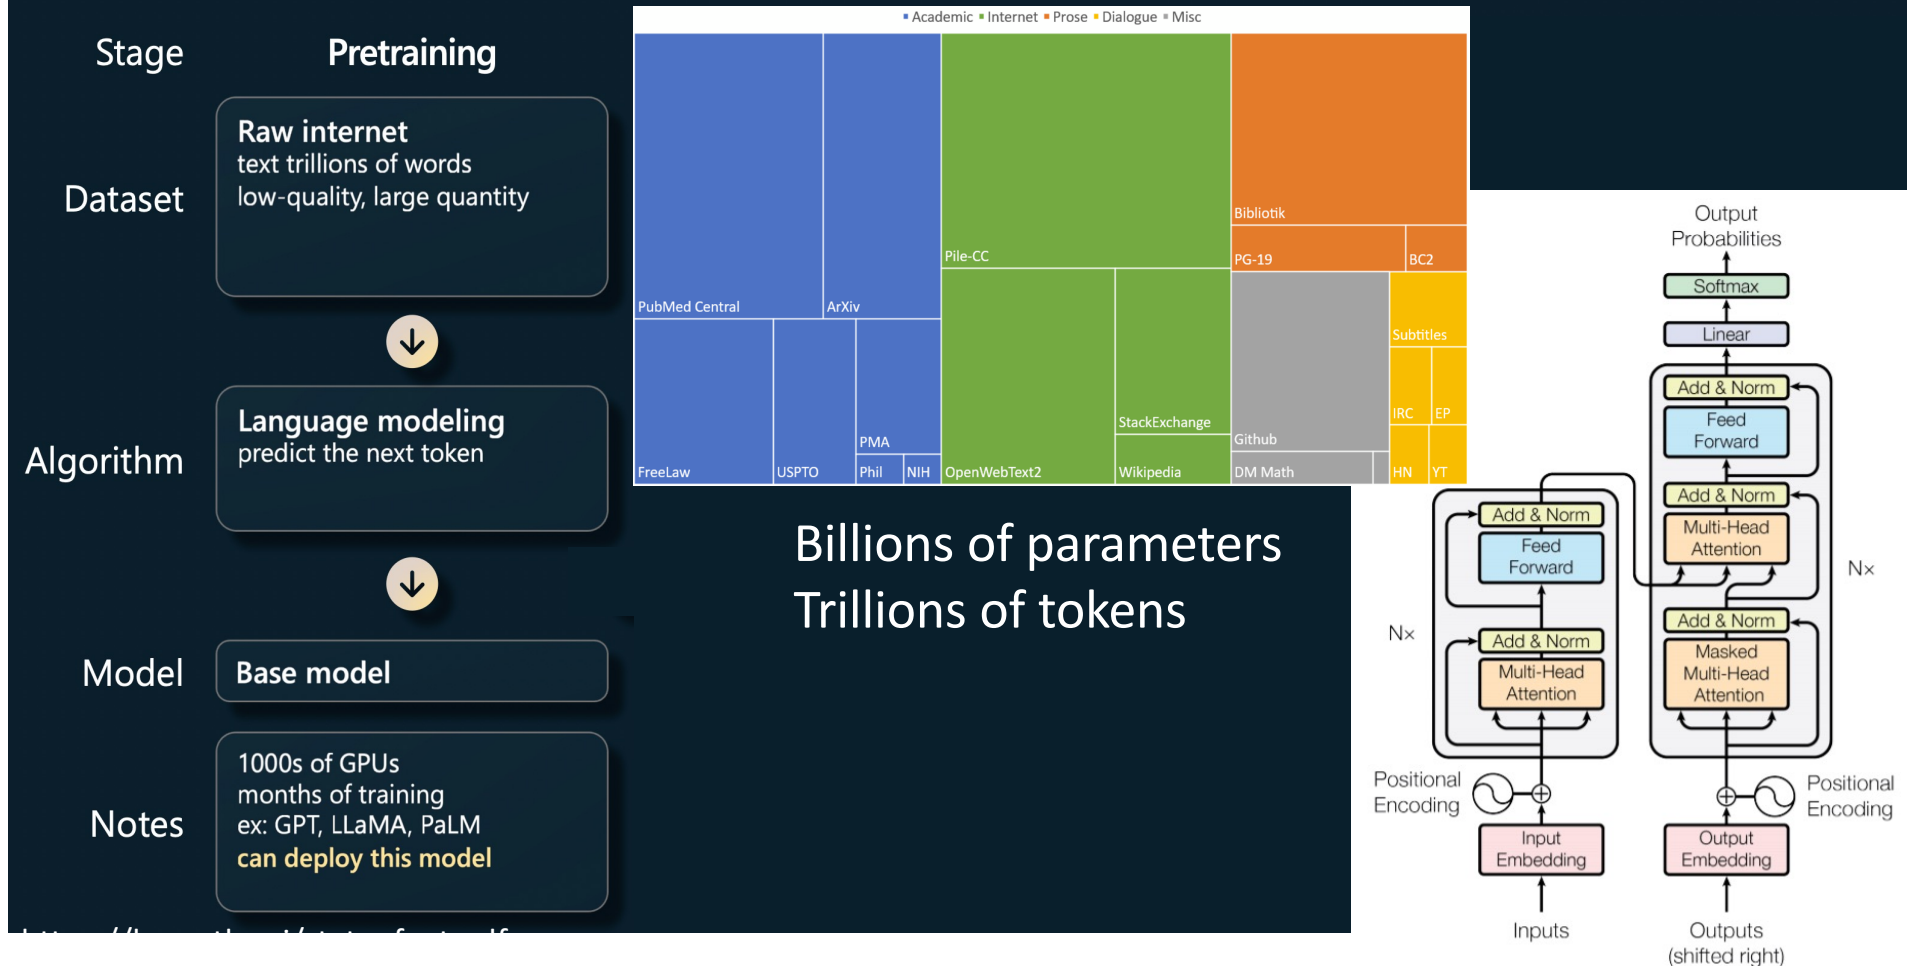 Stage
Pretraining
Dataset
Raw internet
text trillions of words
low-quality, large quantity
Algorithm
Language modeling
predict the next token
Model
Base model
Notes
1000s of GPUs
months of training
ex: GPT, LLaMA, PaLM
can deploy this model
Academic Internet Prose Dialogue Misc
PubMed Central
ArXiv
FreeLaw
USPTO
PMA
Phil
NIH
Pile-CC
OpenWebText2
StackExchange
Wikipedia
Bibliotik
PG-19
BC2
Github
DM Math
Subtitles
IRC
EP
HN
YT
Billions of parameters
Trillions of tokens
Output
Probabilities
Softmax
Linear
Add & Norm
Feed
Forward
Add & Norm
Multi-Head
Attention
Add & Norm
Masked
Multi-Head
Attention
N×
Positional
Encoding
Output
Embedding
Outputs
(shifted right)
Add & Norm
Feed
Forward
Add & Norm
Multi-Head
Attention
N×
Positional
Encoding
Input
Embedding
Inputs